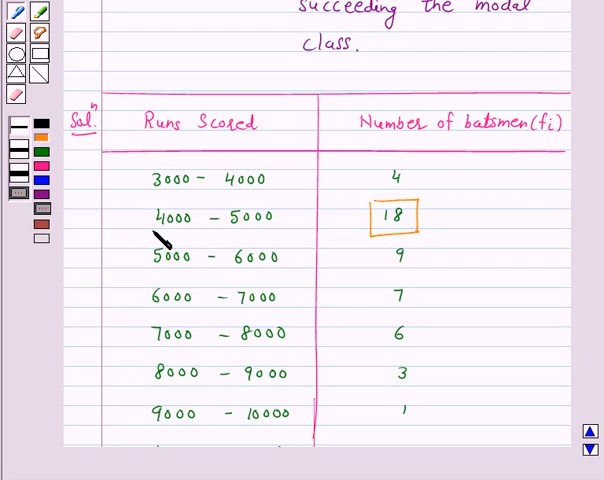 succeeding the modal
class.
Solⁿ Runs Scored Number of batsmen (fi)
3000 - 4000 4
4000 - 5000 18
5000 - 6000 9
6000 - 7000 7
7000 - 8000 6
8000 - 9000 3
9000 - 10000 1